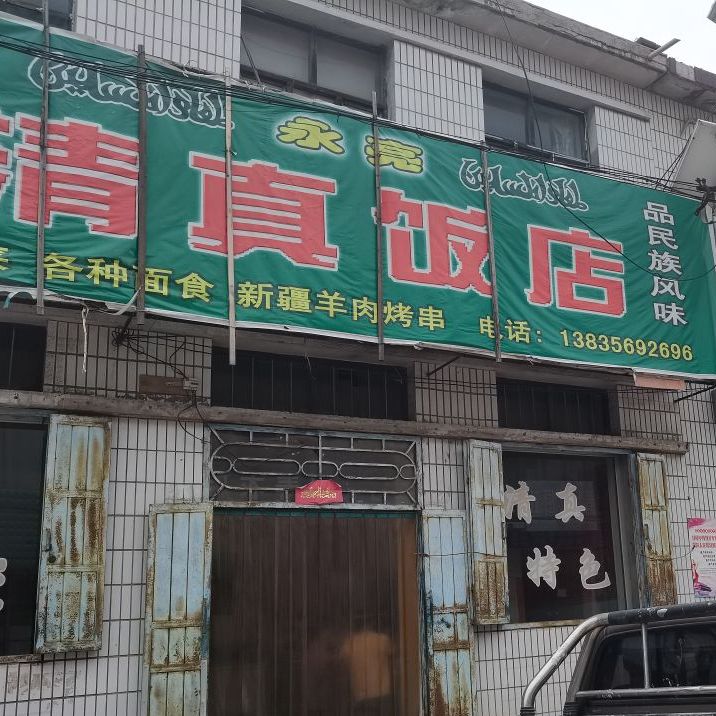 永亮
清真饭店
各种面食 新疆羊肉烤串 电话：13835692696
品民族风味
清真
特色